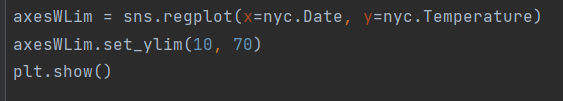 axesWLim = sns.regplot(x=nyc.Date, y=nyc.Temperature)
axesWLim.set_ylim(10, 70)
plt.show()